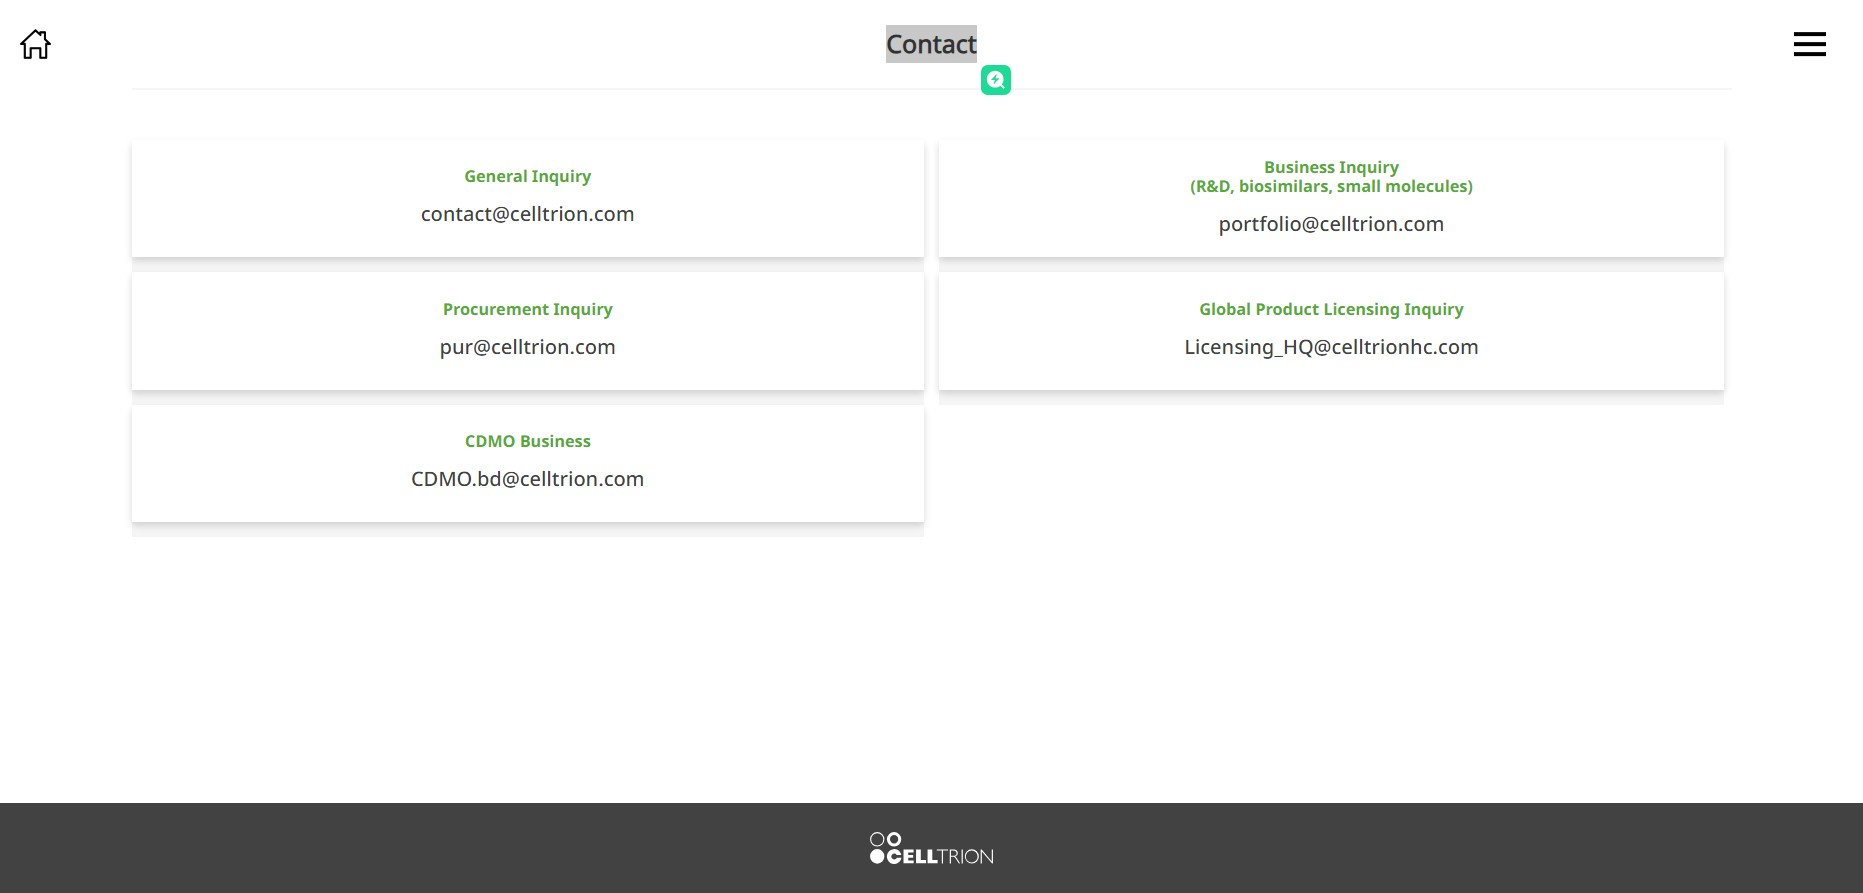 Contact
General Inquiry
contact@celltrion.com
Business Inquiry
(R&D, biosimilars, small molecules)
portfolio@celltrion.com
Procurement Inquiry
pur@celltrion.com
Global Product Licensing Inquiry
Licensing_HQ@celltrionhc.com
CDMO Business
CDMO.bd@celltrion.com
CELLTRION